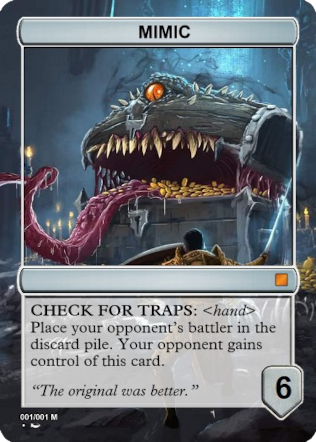 MIMIC
CHECK FOR TRAPS: <hand>
Place your opponent's battler in the
discard pile. Your opponent gains
control of this card.
"The original was better."
6
001/001 M